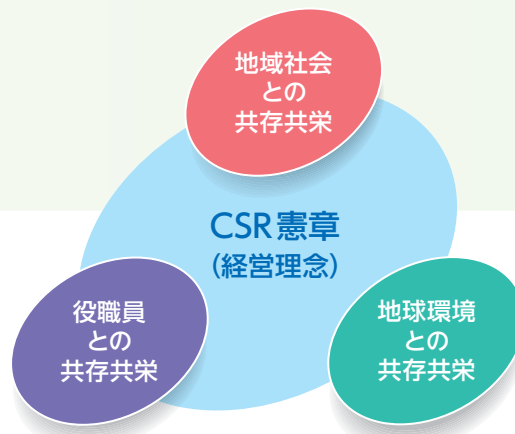 地域社会
との
共存共栄
CSR憲章
(経営理念)
役職員
との
共存共栄
地球環境
との
共存共栄